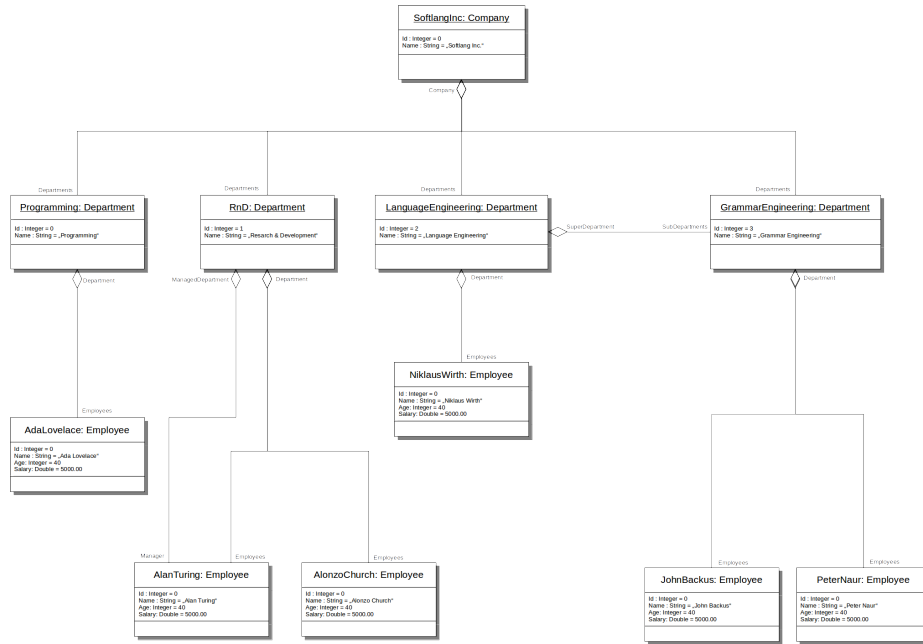 SoftlangInc: Company
Id : Integer = 0
Name : String = „Softlang Inc.“
Company
Departments
Departments
Departments
Departments
Programming: Department
Id : Integer = 0
Name : String = „Programming“
RnD: Department
Id : Integer = 1
Name : String = „Resarch & Development“
LanguageEngineering: Department
Id : Integer = 2
Name : String = „Language Engineering“
SuperDepartment
SubDepartments
GrammarEngineering: Department
Id : Integer = 3
Name : String = „Grammar Engineering“
Department
ManagedDepartment
Department
Department
Department
Employees
NiklausWirth: Employee
Id : Integer = 0
Name : String = „Niklaus Wirth“
Age: Integer = 40
Salary: Double = 5000.00
Employees
AdaLovelace: Employee
Id : Integer = 0
Name : String = „Ada Lovelace“
Age: Integer = 40
Salary: Double = 5000.00
Manager
Employees
Employees
Employees
Employees
AlanTuring: Employee
Id : Integer = 0
Name : String = „Alan Turing“
Age: Integer = 40
Salary: Double = 5000.00
AlonzoChurch: Employee
Id : Integer = 0
Name : String = „Alonzo Church“
Age: Integer = 40
Salary: Double = 5000.00
JohnBackus: Employee
Id : Integer = 0
Name : String = „John Backus“
Age: Integer = 40
Salary: Double = 5000.00
PeterNaur: Employee
Id : Integer = 0
Name : String = „Peter Naur“
Age: Integer = 40
Salary: Double = 5000.00